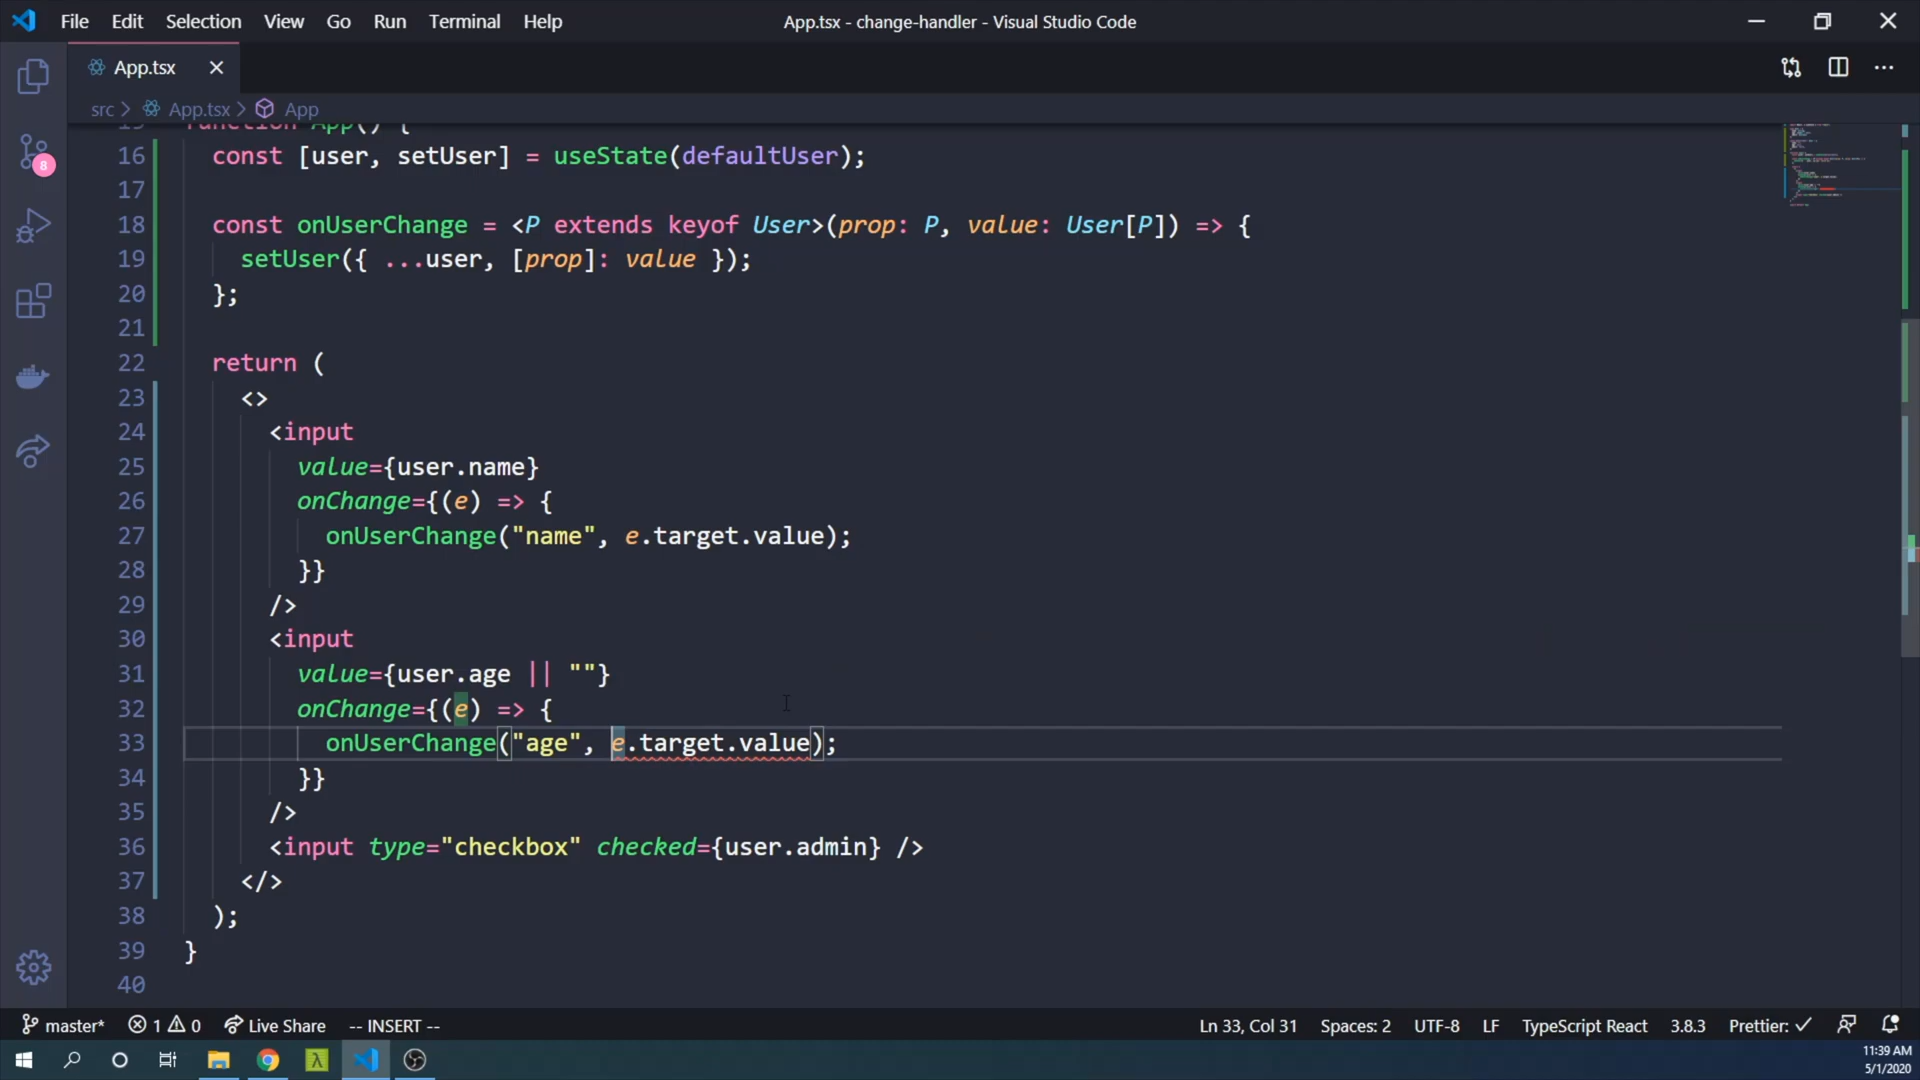 File Edit Selection View Go Run Terminal Help
App.tsx - change-handler - Visual Studio Code
App.tsx
src > App.tsx > App
15 function App() {
16 const [user, setUser] = useState(defaultUser);
17
18 const onUserChange = <P extends keyof User>(prop: P, value: User[P]) => {
19 setUser({ ...user, [prop]: value });
20 };
21
22 return (
23 <>
24 <input
25 value={user.name}
26 onChange={(e) => {
27 onUserChange("name", e.target.value);
28 }}
29 />
30 <input
31 value={user.age || ""}
32 onChange={(e) => {
33 onUserChange("age", e.target.value);
34 }}
35 />
36 <input type="checkbox" checked={user.admin} />
37 </>
38 );
39 }
40
8
master* 1 0 Live Share -- INSERT -- Ln 33, Col 31 Spaces: 2 UTF-8 LF TypeScript React 3.8.3 Prettier: ✓
11:39 AM
5/1/2020